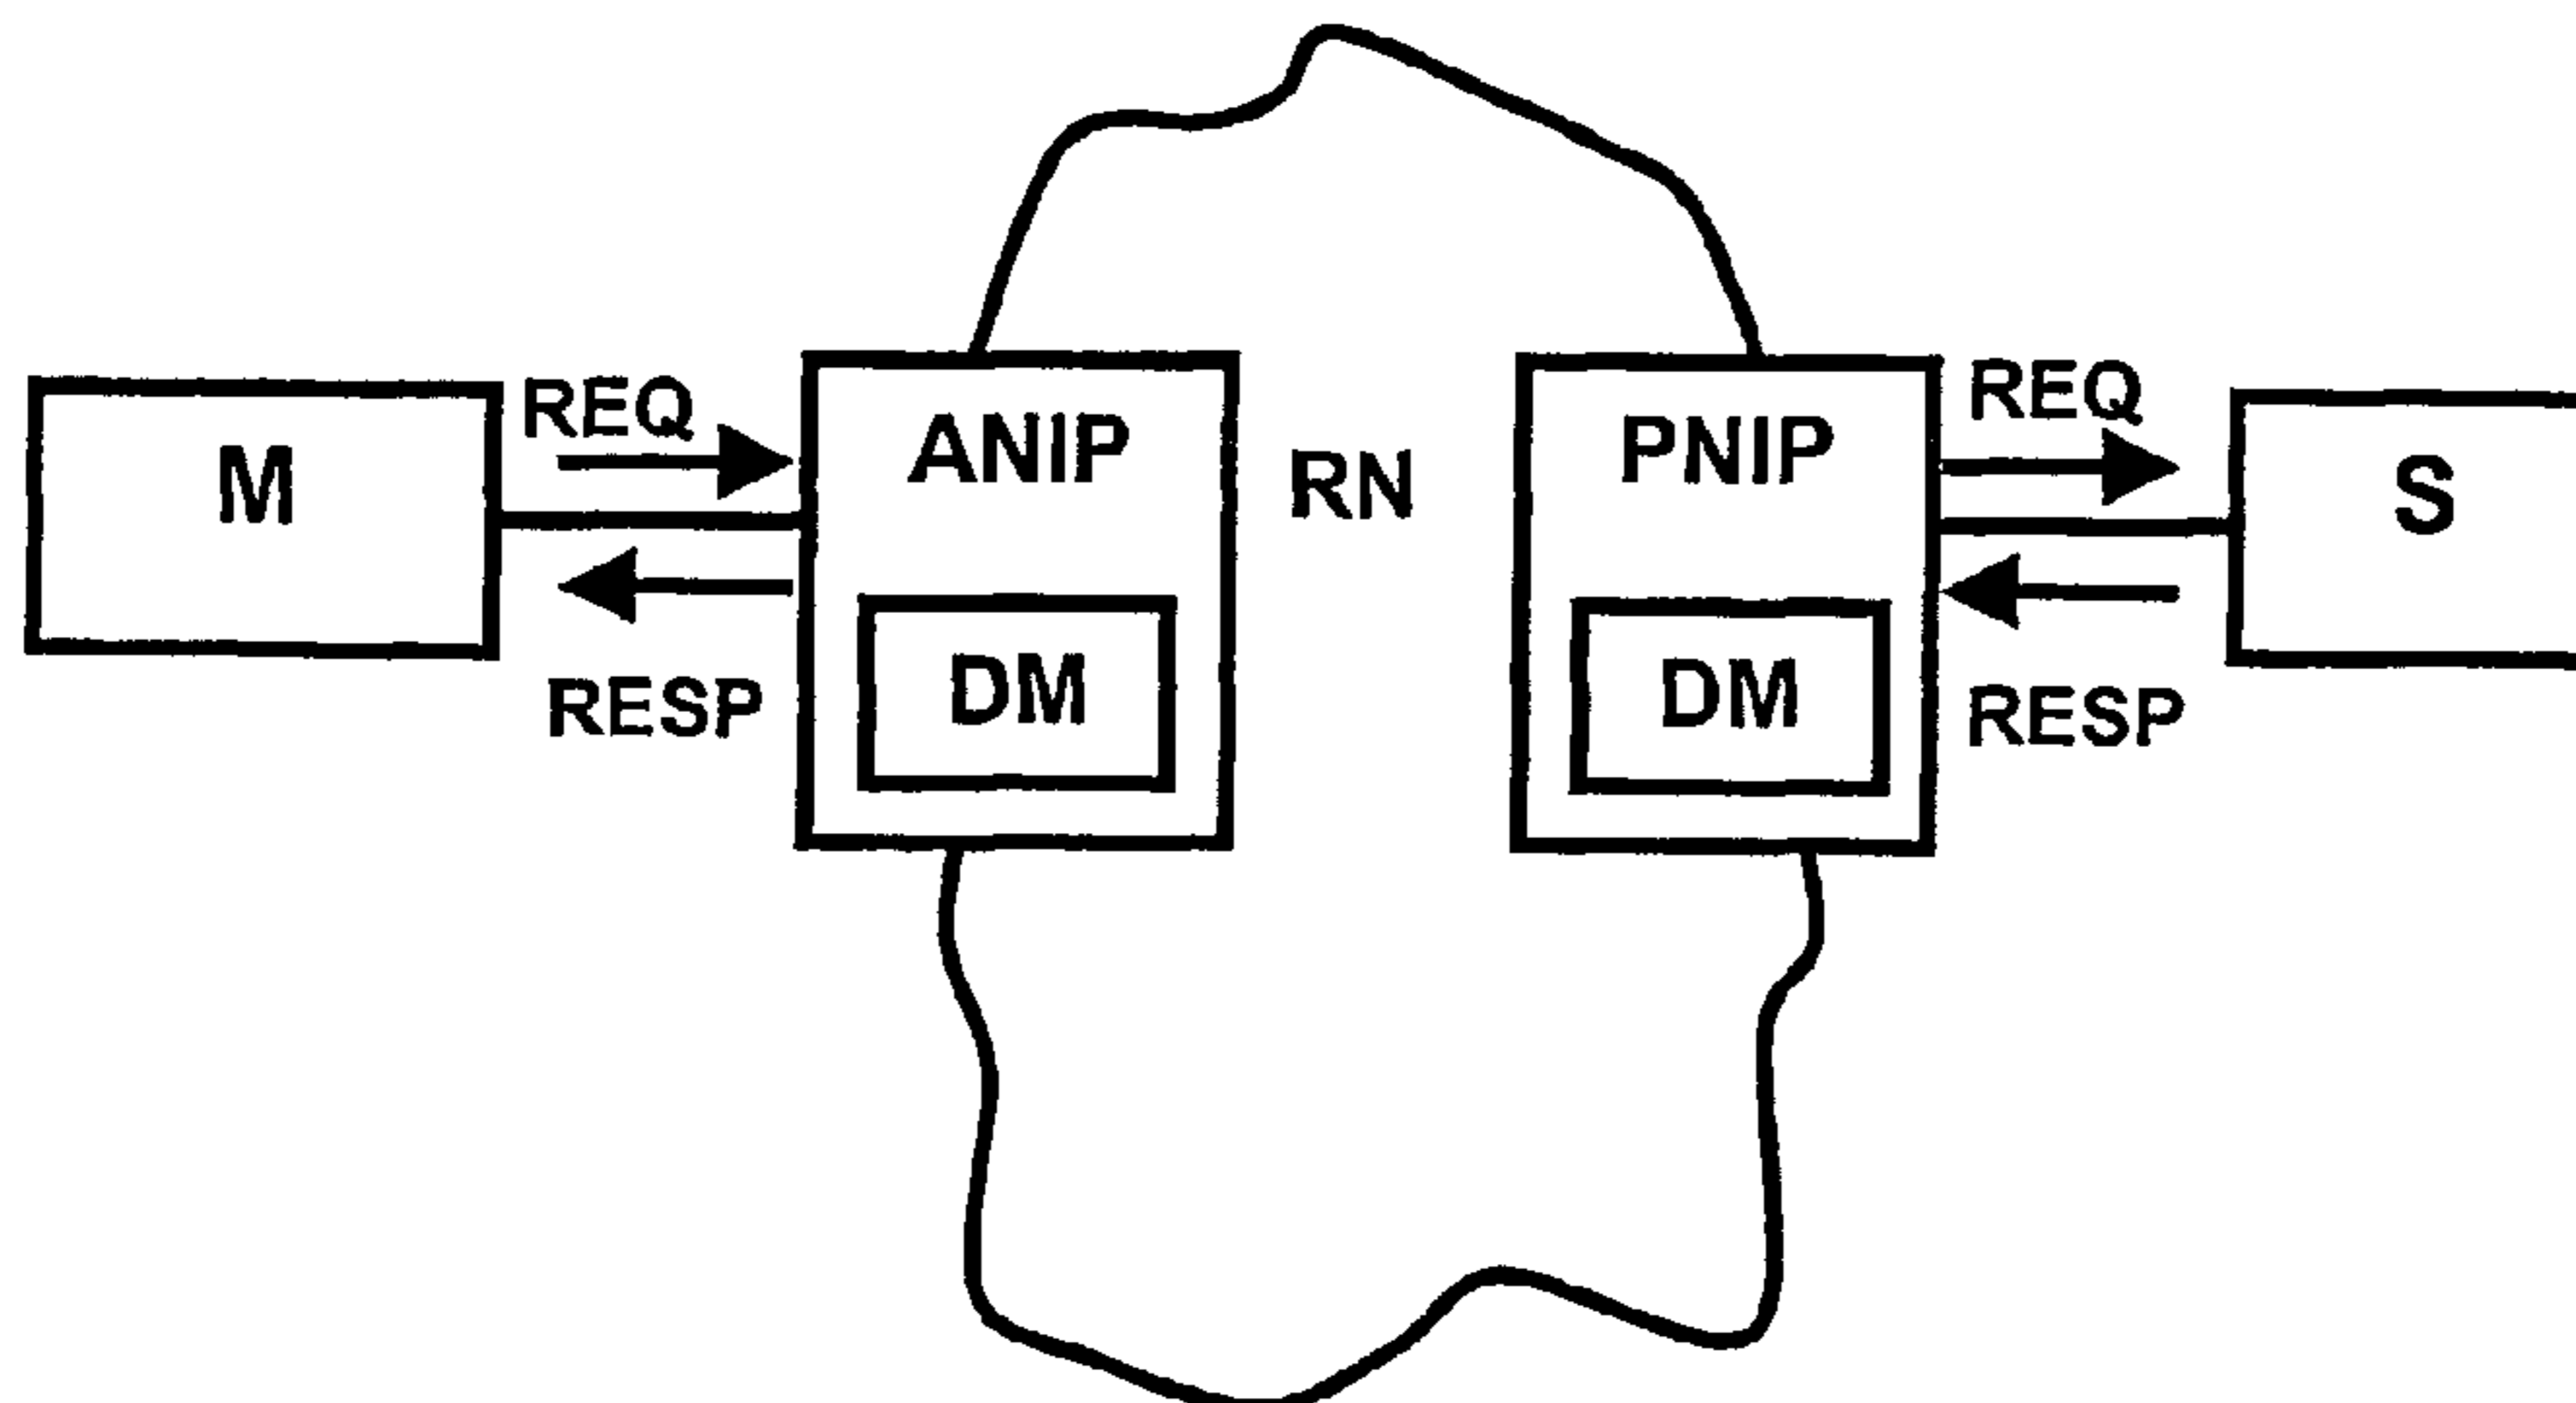 REQ
M
RESP
ANIP
DM
RN
PNIP
DM
REQ
RESP
S